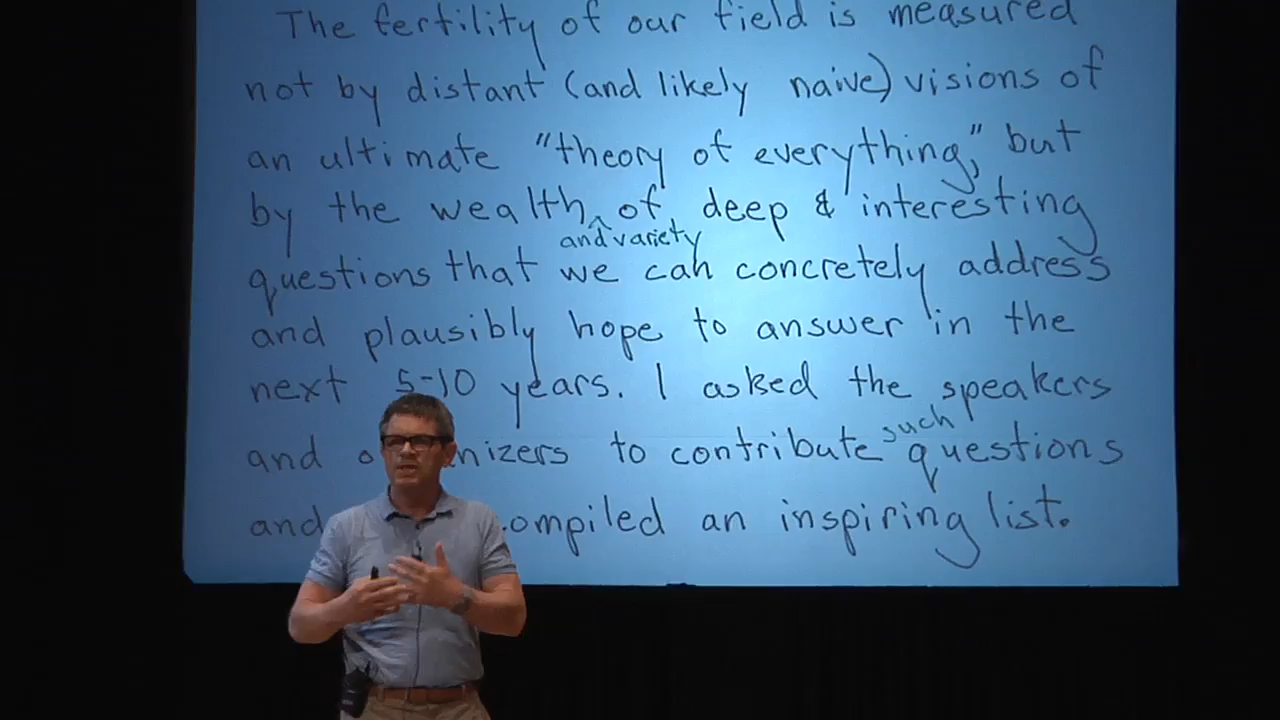 The fertility of our field is measured
not by distant (and likely naive) visions of
an ultimate "theory of everything," but
by the wealth ^ of deep & interesting
and variety
questions that we can concretely address
and plausibly hope to answer in the
next 5-10 years. I asked the speakers
and to contribute such questions
and an inspiring list.